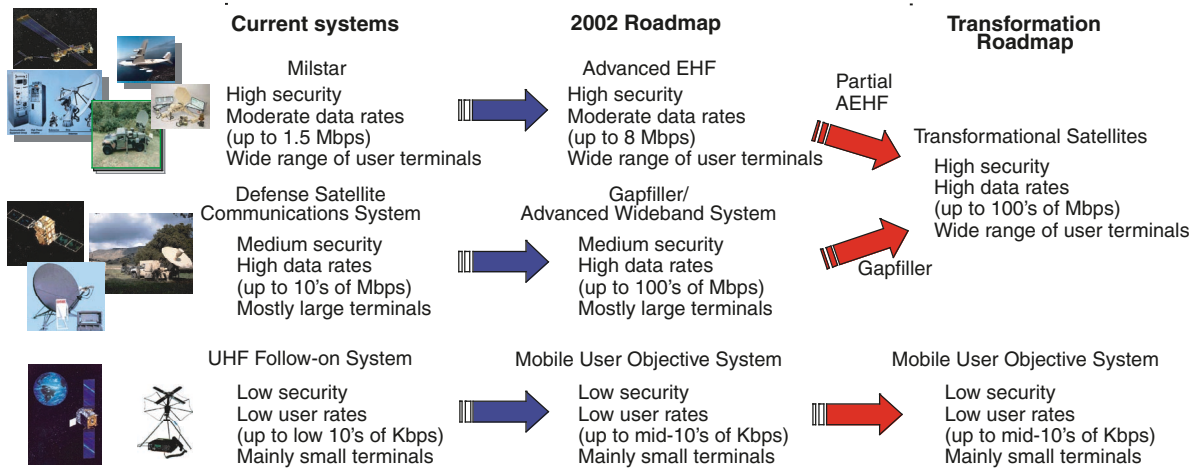 Current systems
2002 Roadmap
Transformation
Roadmap
Milstar
High security
Moderate data rates
(up to 1.5 Mbps)
Wide range of user terminals
Advanced EHF
High security
Moderate data rates
(up to 8 Mbps)
Wide range of user terminals
Partial
AEHF
Transformational Satellites
High security
High data rates
(up to 100's of Mbps)
Wide range of user terminals
Defense Satellite
Communications System
Medium security
High data rates
(up to 10's of Mbps)
Mostly large terminals
Gapfiller/
Advanced Wideband System
Medium security
High data rates
(up to 100's of Mbps)
Mostly large terminals
Gapfiller
UHF Follow-on System
Low security
Low user rates
(up to low 10's of Kbps)
Mainly small terminals
Mobile User Objective System
Low security
Low user rates
(up to mid-10's of Kbps)
Mainly small terminals
Mobile User Objective System
Low security
Low user rates
(up to mid-10's of Kbps)
Mainly small terminals